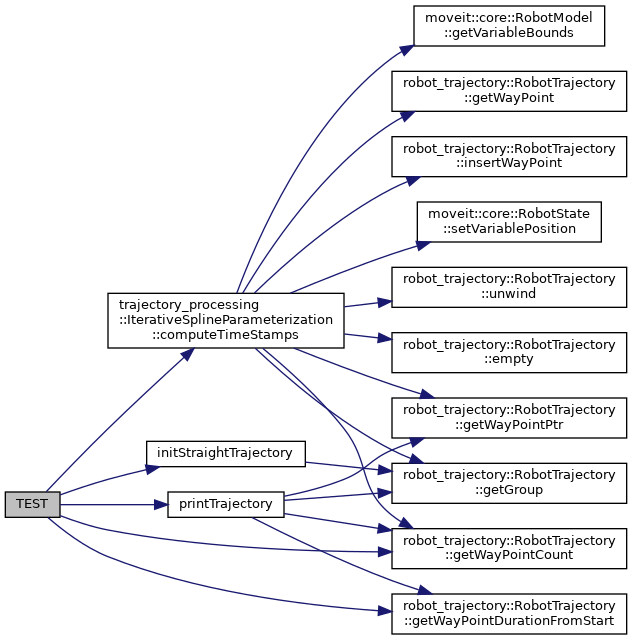 moveit::core::RobotModel
::getVariableBounds
robot_trajectory::RobotTrajectory
::getWayPoint
robot_trajectory::RobotTrajectory
::insertWayPoint
moveit::core::RobotState
::setVariablePosition
robot_trajectory::RobotTrajectory
::unwind
robot_trajectory::RobotTrajectory
::empty
robot_trajectory::RobotTrajectory
::getWayPointPtr
robot_trajectory::RobotTrajectory
::getGroup
robot_trajectory::RobotTrajectory
::getWayPointCount
robot_trajectory::RobotTrajectory
::getWayPointDurationFromStart
trajectory_processing
::IterativeSplineParameterization
::computeTimeStamps
initStraightTrajectory
printTrajectory
TEST